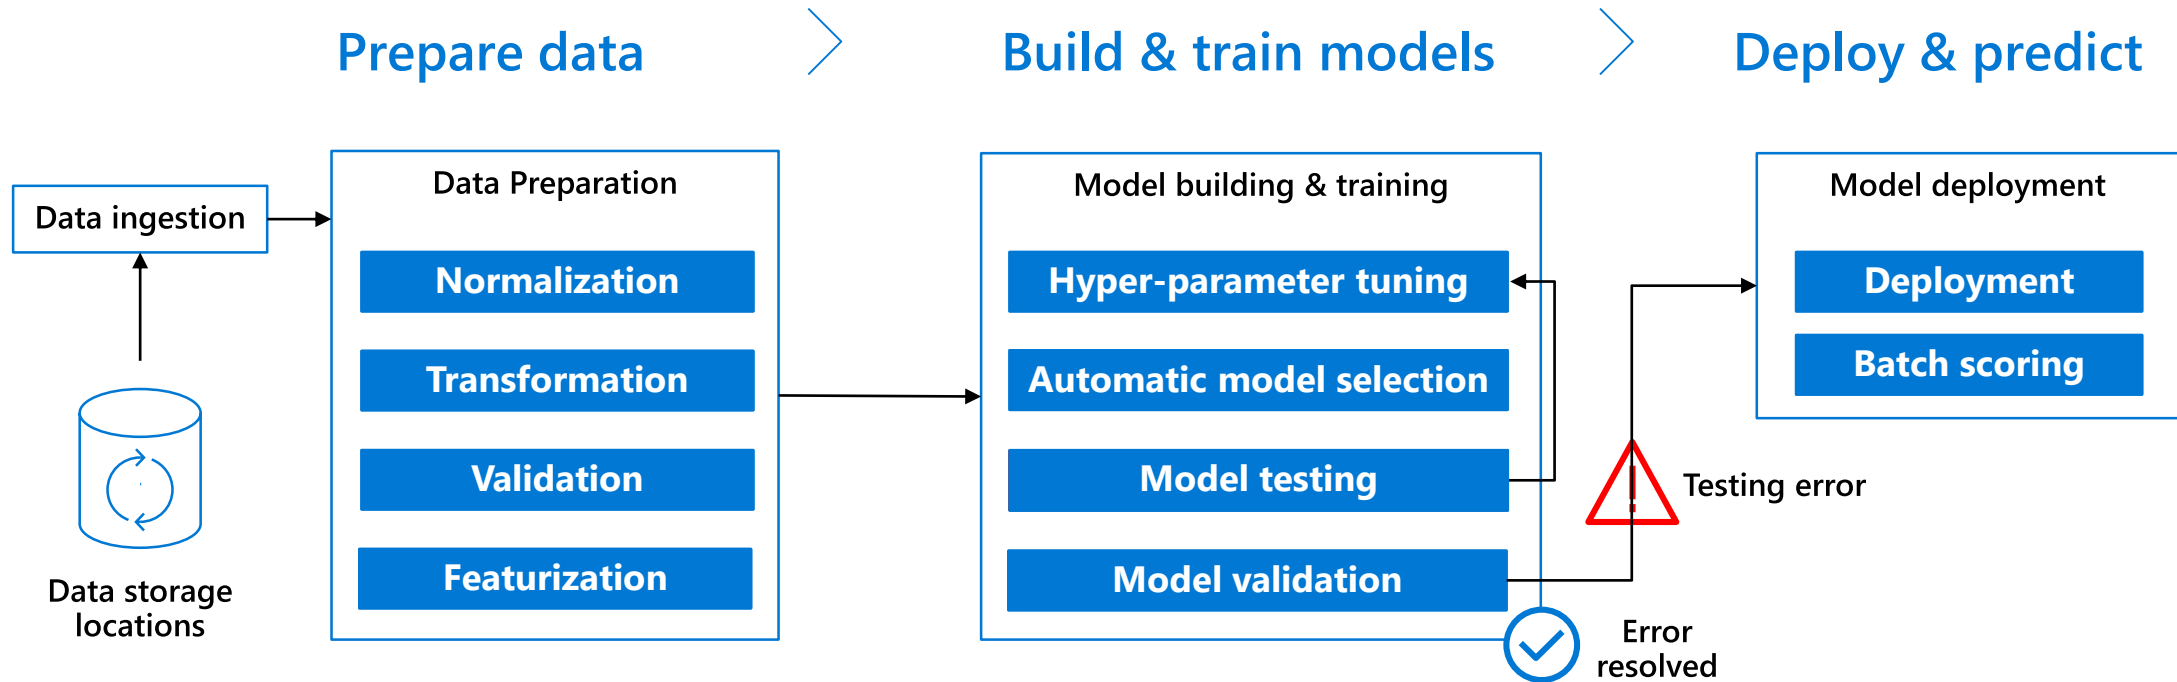 Prepare data
Build & train models
Deploy & predict
Data ingestion
Data storage
locations
Data Preparation
Normalization
Transformation
Validation
Featurization
Model building & training
Hyper-parameter tuning
Automatic model selection
Model testing
Model validation
Testing error
Error
resolved
Model deployment
Deployment
Batch scoring